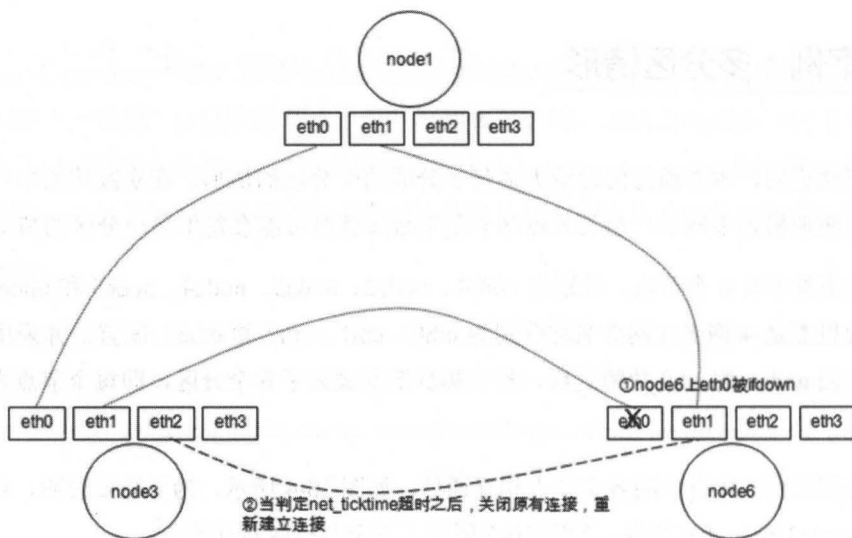 node1
eth0 eth1 eth2 eth3
①node6上eth0被ifdown
eth0 eth1 eth2 eth3
eth0 eth1 eth2 eth3
node3
node6
②当判定net_ticktime超时之后，关闭原有连接，重
新建立连接